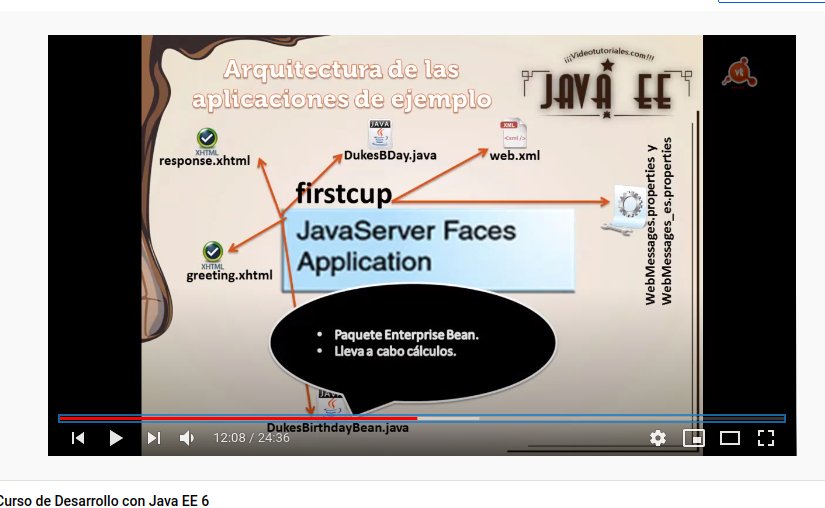 Arquitectura de las
aplicaciones de ejemplo
¡¡¡Videotutoriales.com!!!
JAVA EE
vt
XHTML
response.xhtml
JAVA
DukesBDay.java
XML
<xml />
web.xml
WebMessages.properties y
WebMessages_es.properties
firstcup
JavaServer Faces
Application
XHTML
greeting.xhtml
• Paquete Enterprise Bean.
• Lleva a cabo cálculos.
JAVA
DukesBirthdayBean.java
12:08 / 24:36
Curso de Desarrollo con Java EE 6